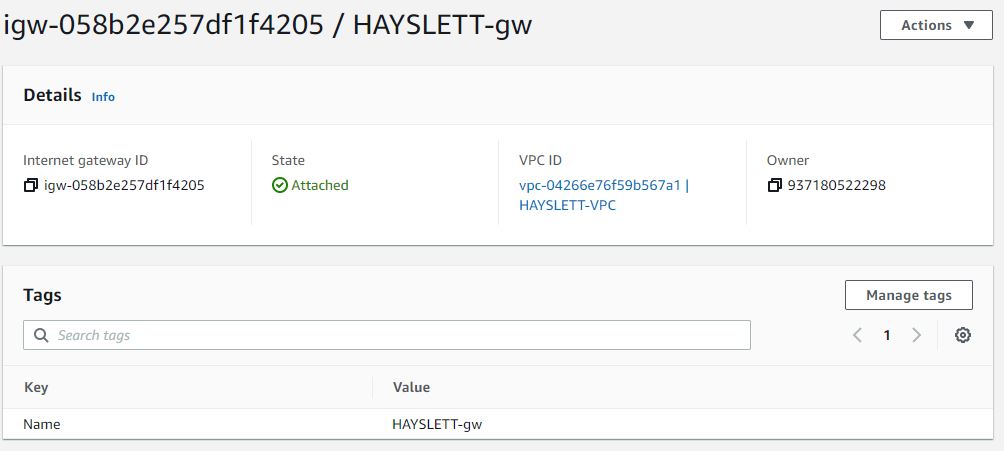 igw-058b2e257df1f4205 / HAYSLETT-gw
Actions
Details Info
Internet gateway ID
igw-058b2e257df1f4205
State
Attached
VPC ID
vpc-04266e76f59b567a1 |
HAYSLETT-VPC
Owner
937180522298
Tags
Manage tags
Search tags
1
Key Value
Name HAYSLETT-gw